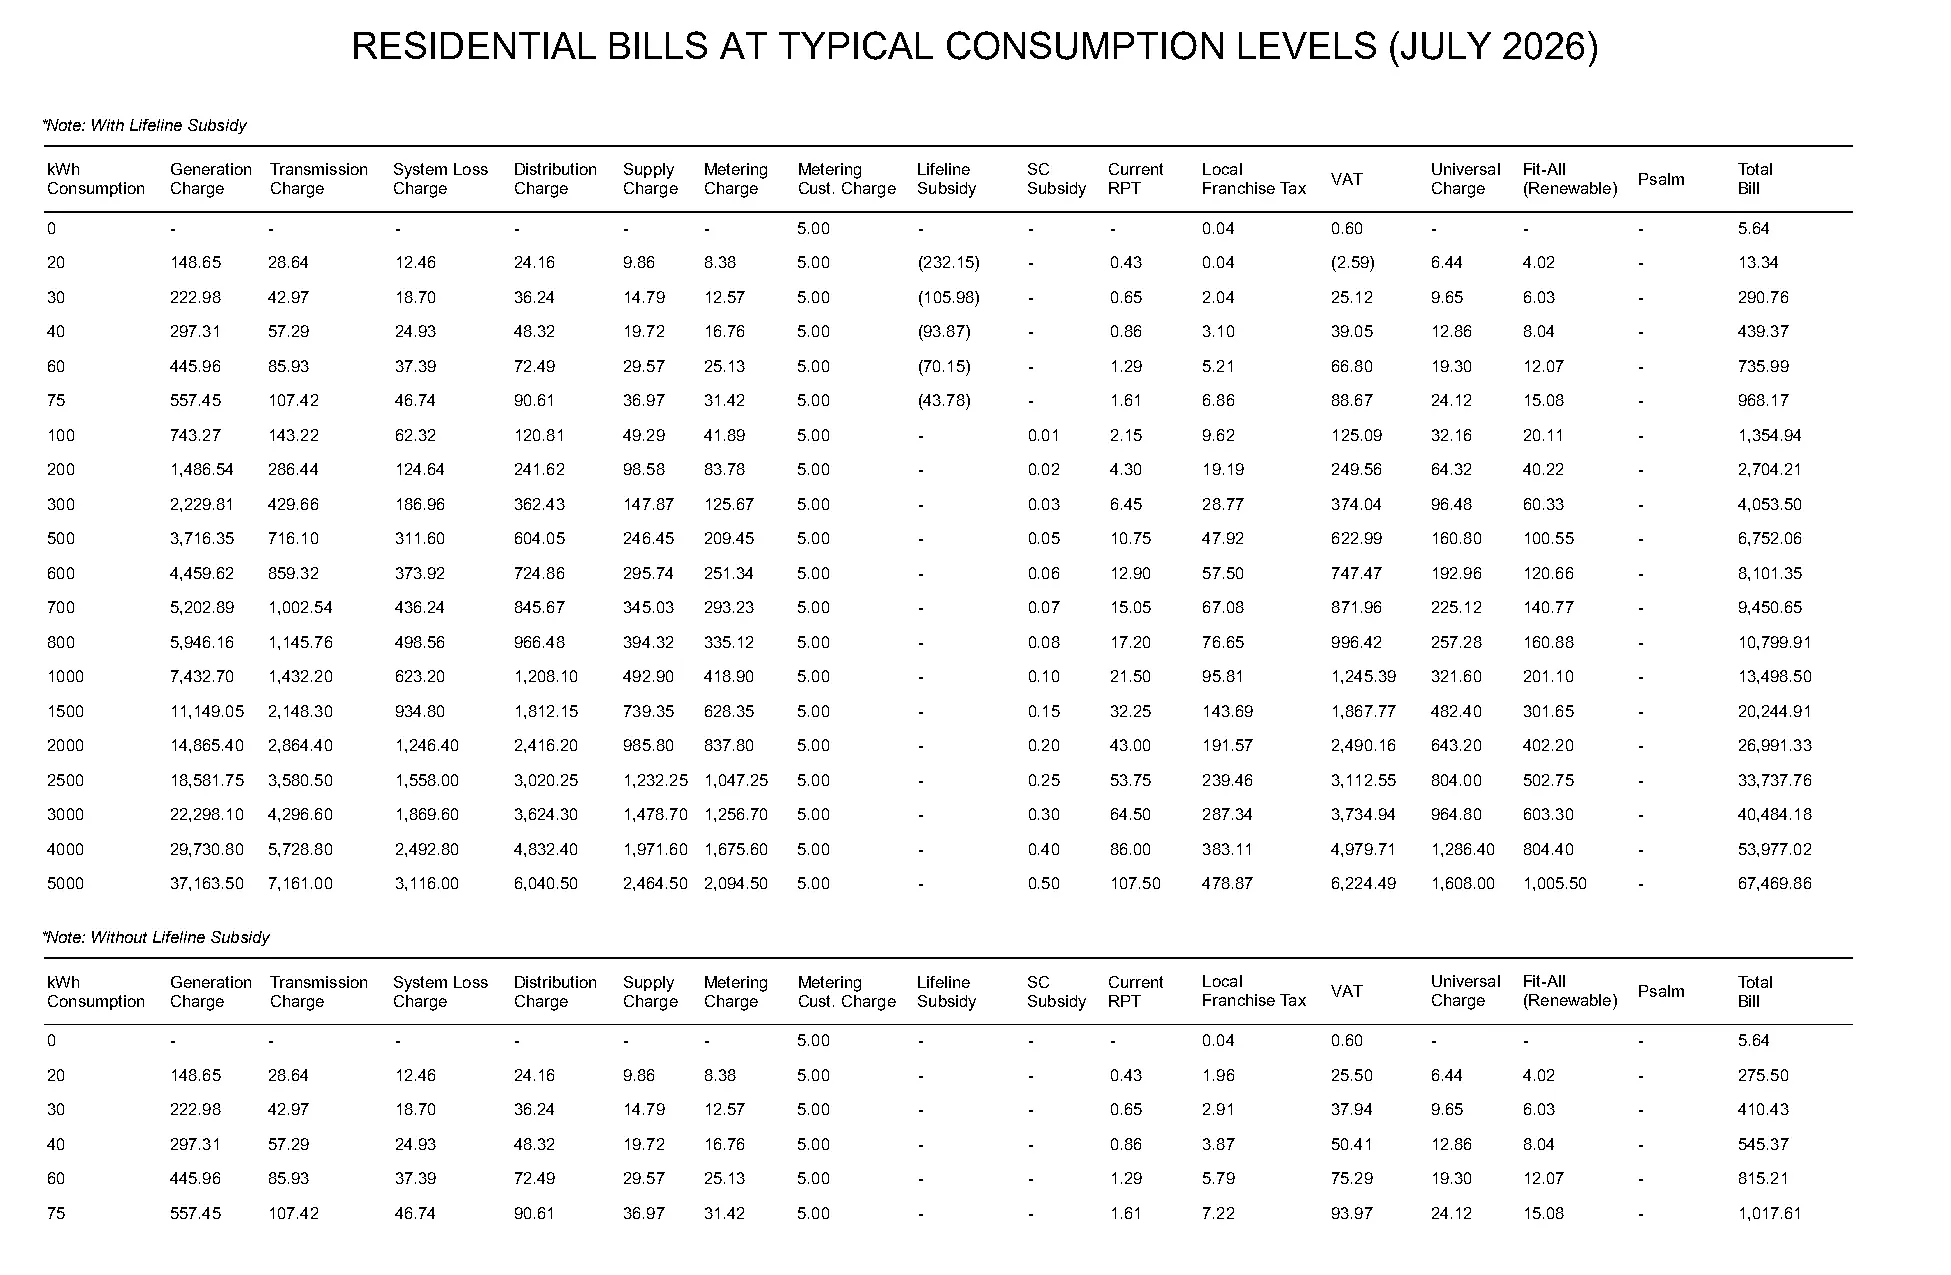 RESIDENTIAL BILLS AT TYPICAL CONSUMPTION LEVELS (JULY 2026)
*Note: With Lifeline Subsidy
kWh Consumption Generation Charge Transmission Charge System Loss Charge Distribution Charge Supply Charge Metering Charge Metering Cust. Charge Lifeline Subsidy SC Subsidy Current RPT Local Franchise Tax VAT Universal Charge Fit-All (Renewable) Psalm Total Bill
0 - - - - - - 5.00 - - - 0.04 0.60 - - - 5.64
20 148.65 28.64 12.46 24.16 9.86 8.38 5.00 (232.15) - 0.43 0.04 (2.59) 6.44 4.02 - 13.34
30 222.98 42.97 18.70 36.24 14.79 12.57 5.00 (105.98) - 0.65 2.04 25.12 9.65 6.03 - 290.76
40 297.31 57.29 24.93 48.32 19.72 16.76 5.00 (93.87) - 0.86 3.10 39.05 12.86 8.04 - 439.37
60 445.96 85.93 37.39 72.49 29.57 25.13 5.00 (70.15) - 1.29 5.21 66.80 19.30 12.07 - 735.99
75 557.45 107.42 46.74 90.61 36.97 31.42 5.00 (43.78) - 1.61 6.86 88.67 24.12 15.08 - 968.17
100 743.27 143.22 62.32 120.81 49.29 41.89 5.00 - 0.01 2.15 9.62 125.09 32.16 20.11 - 1,354.94
200 1,486.54 286.44 124.64 241.62 98.58 83.78 5.00 - 0.02 4.30 19.19 249.56 64.32 40.22 - 2,704.21
300 2,229.81 429.66 186.96 362.43 147.87 125.67 5.00 - 0.03 6.45 28.77 374.04 96.48 60.33 - 4,053.50
500 3,716.35 716.10 311.60 604.05 246.45 209.45 5.00 - 0.05 10.75 47.92 622.99 160.80 100.55 - 6,752.06
600 4,459.62 859.32 373.92 724.86 295.74 251.34 5.00 - 0.06 12.90 57.50 747.47 192.96 120.66 - 8,101.35
700 5,202.89 1,002.54 436.24 845.67 345.03 293.23 5.00 - 0.07 15.05 67.08 871.96 225.12 140.77 - 9,450.65
800 5,946.16 1,145.76 498.56 966.48 394.32 335.12 5.00 - 0.08 17.20 76.65 996.42 257.28 160.88 - 10,799.91
1000 7,432.70 1,432.20 623.20 1,208.10 492.90 418.90 5.00 - 0.10 21.50 95.81 1,245.39 321.60 201.10 - 13,498.50
1500 11,149.05 2,148.30 934.80 1,812.15 739.35 628.35 5.00 - 0.15 32.25 143.69 1,867.77 482.40 301.65 - 20,244.91
2000 14,865.40 2,864.40 1,246.40 2,416.20 985.80 837.80 5.00 - 0.20 43.00 191.57 2,490.16 643.20 402.20 - 26,991.33
2500 18,581.75 3,580.50 1,558.00 3,020.25 1,232.25 1,047.25 5.00 - 0.25 53.75 239.46 3,112.55 804.00 502.75 - 33,737.76
3000 22,298.10 4,296.60 1,869.60 3,624.30 1,478.70 1,256.70 5.00 - 0.30 64.50 287.34 3,734.94 964.80 603.30 - 40,484.18
4000 29,730.80 5,728.80 2,492.80 4,832.40 1,971.60 1,675.60 5.00 - 0.40 86.00 383.11 4,979.71 1,286.40 804.40 - 53,977.02
5000 37,163.50 7,161.00 3,116.00 6,040.50 2,464.50 2,094.50 5.00 - 0.50 107.50 478.87 6,224.49 1,608.00 1,005.50 - 67,469.86
*Note: Without Lifeline Subsidy
kWh Consumption Generation Charge Transmission Charge System Loss Charge Distribution Charge Supply Charge Metering Charge Metering Cust. Charge Lifeline Subsidy SC Subsidy Current RPT Local Franchise Tax VAT Universal Charge Fit-All (Renewable) Psalm Total Bill
0 - - - - - - 5.00 - - - 0.04 0.60 - - - 5.64
20 148.65 28.64 12.46 24.16 9.86 8.38 5.00 - - 0.43 1.96 25.50 6.44 4.02 - 275.50
30 222.98 42.97 18.70 36.24 14.79 12.57 5.00 - - 0.65 2.91 37.94 9.65 6.03 - 410.43
40 297.31 57.29 24.93 48.32 19.72 16.76 5.00 - - 0.86 3.87 50.41 12.86 8.04 - 545.37
60 445.96 85.93 37.39 72.49 29.57 25.13 5.00 - - 1.29 5.79 75.29 19.30 12.07 - 815.21
75 557.45 107.42 46.74 90.61 36.97 31.42 5.00 - - 1.61 7.22 93.97 24.12 15.08 - 1,017.61